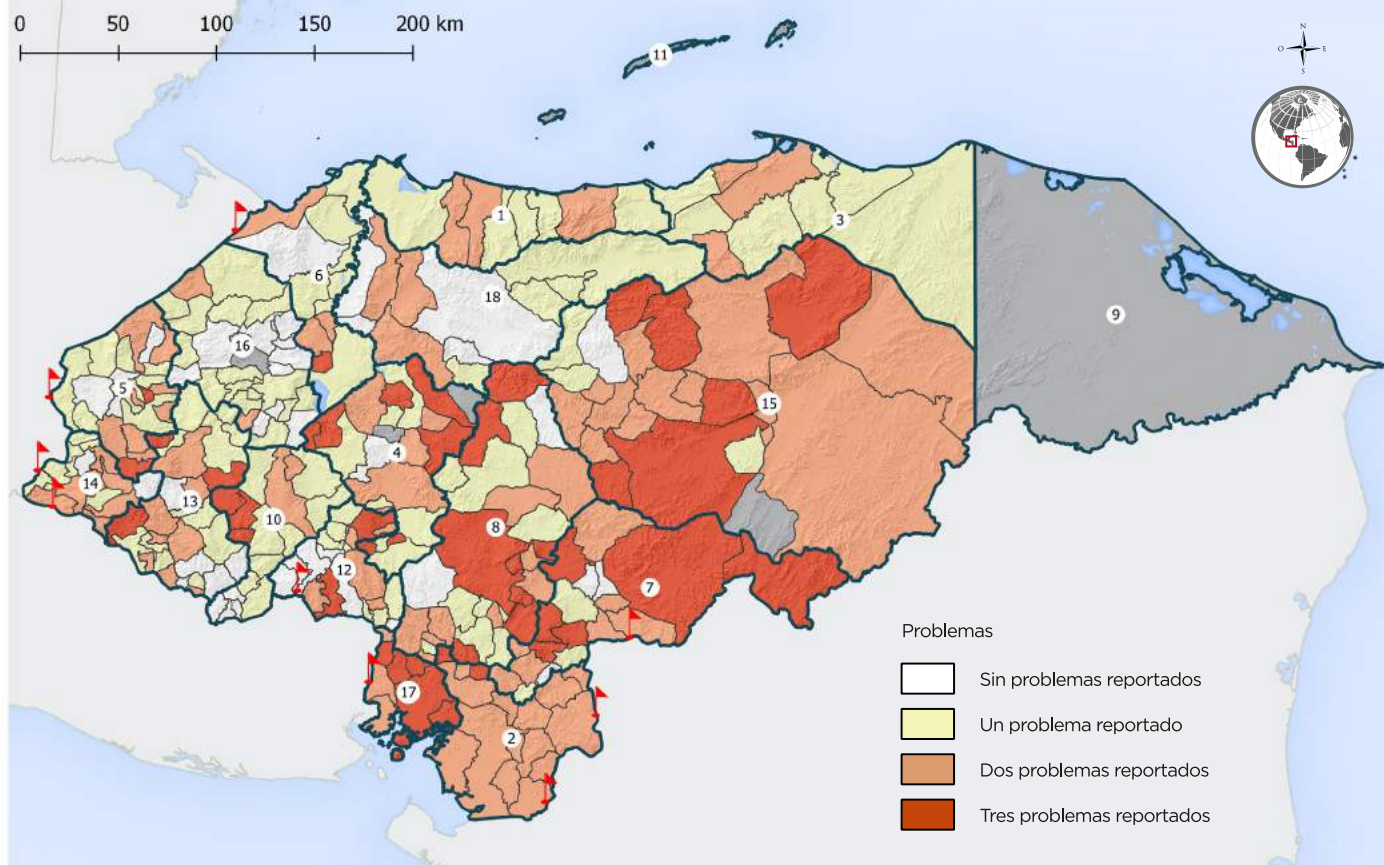 0 50 100 150 200 km
N
O E
S
11
1
3
6
18
9
16
5
15
4
14
13
10
8
12
7
17
2
Problemas
Sin problemas reportados
Un problema reportado
Dos problemas reportados
Tres problemas reportados